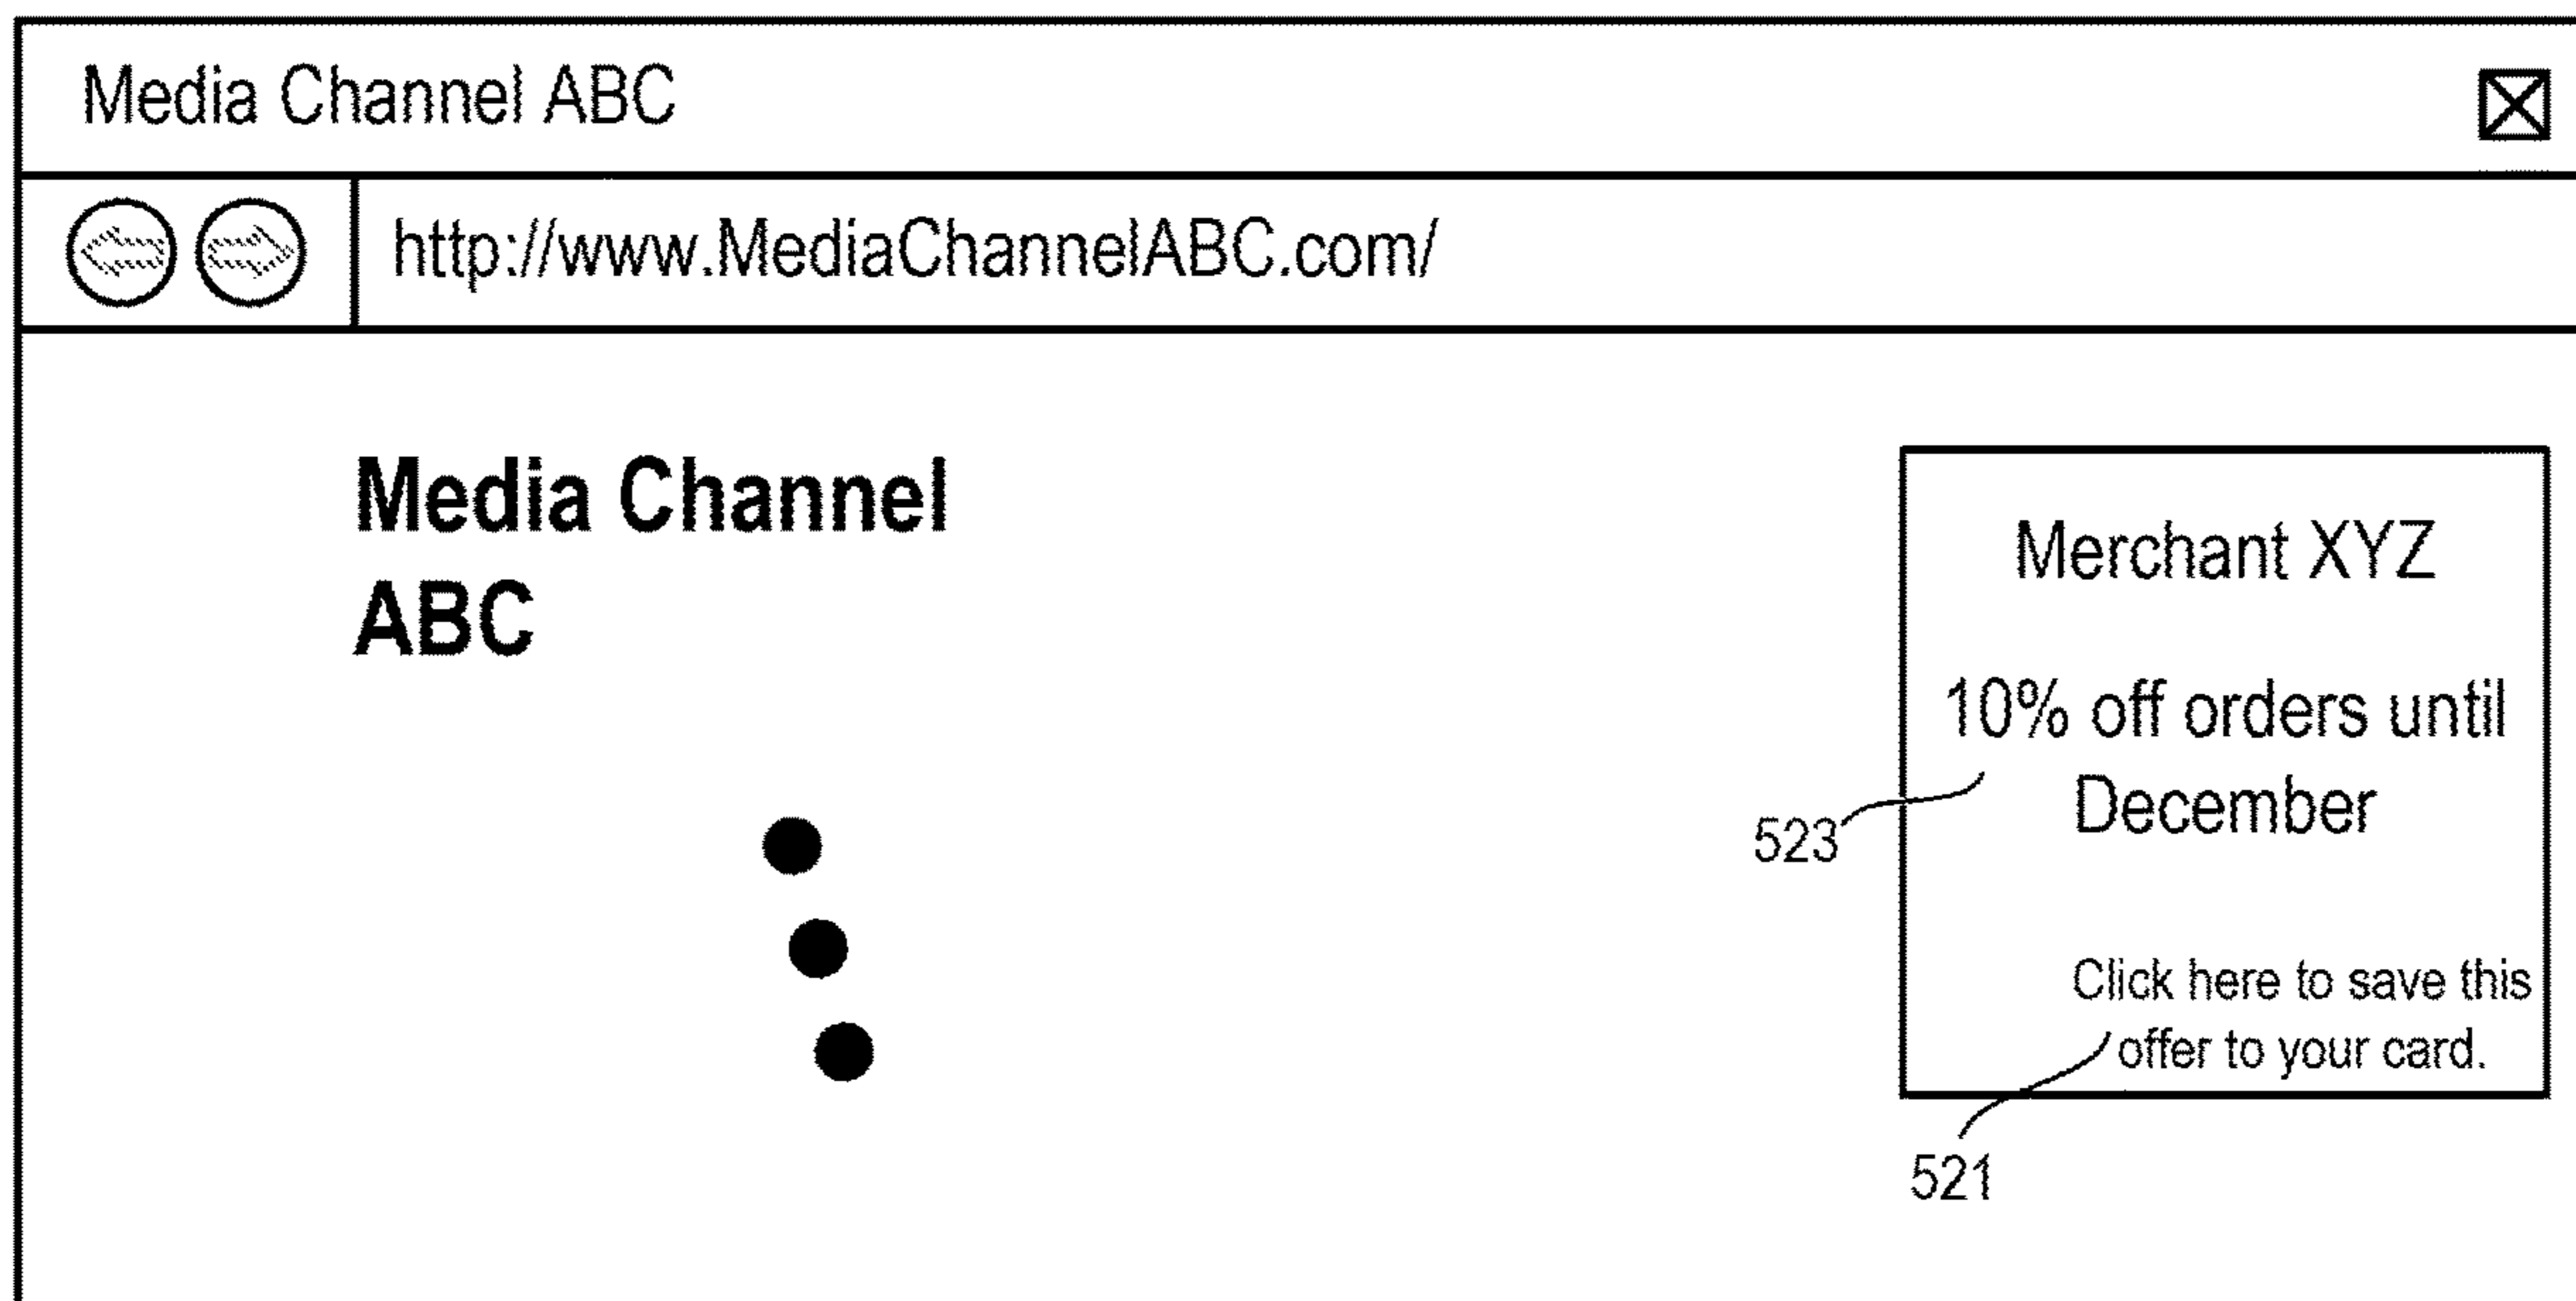 Media Channel ABC
http://www.MediaChannelABC.com/
Media Channel
ABC
Merchant XYZ
10% off orders until
December
523
Click here to save this
offer to your card.
521